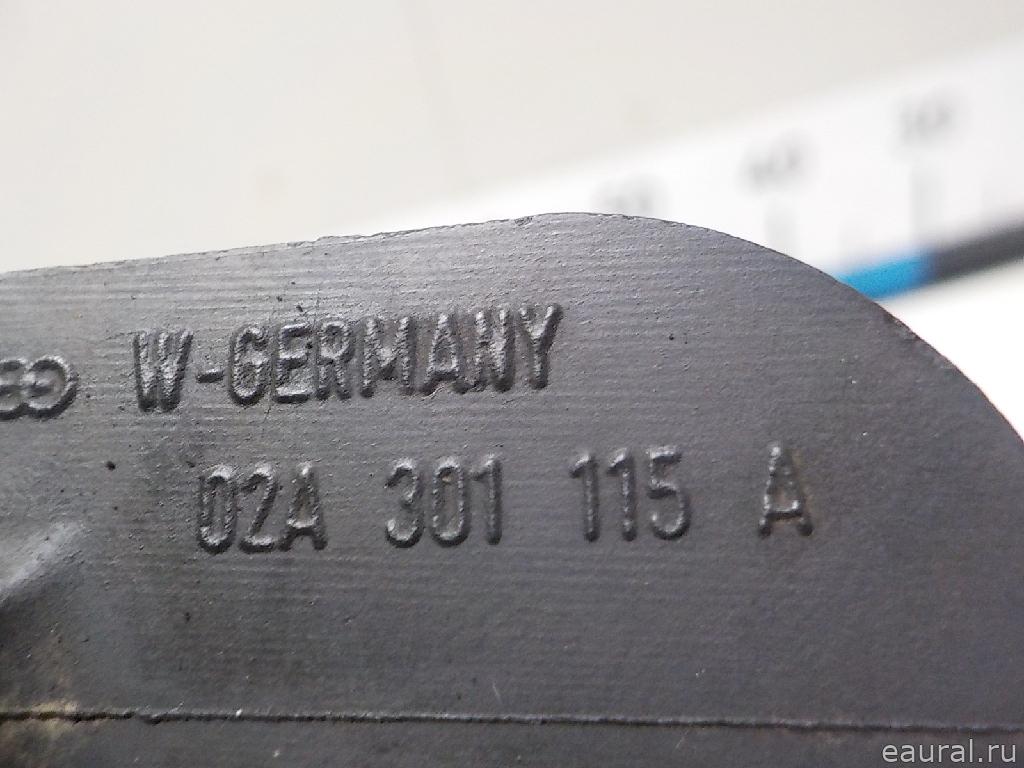 W-GERMANY
02A 301 115 A
eaural.ru